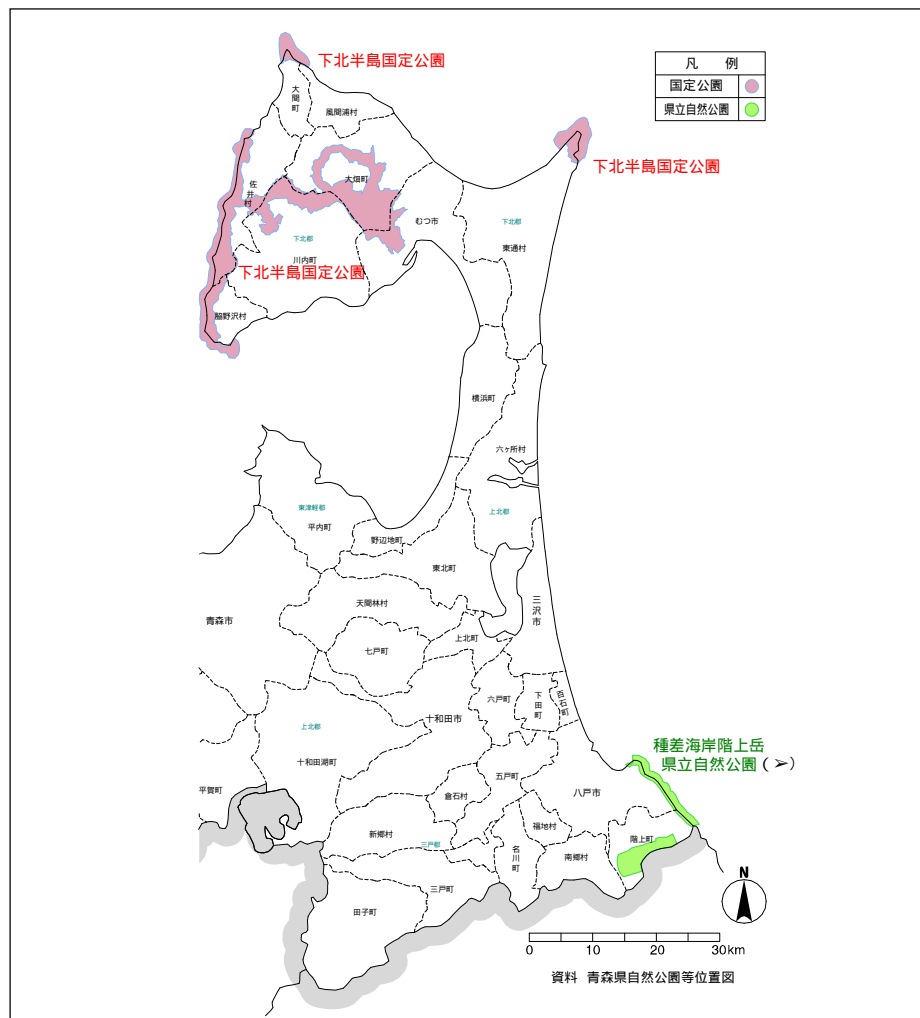 下北半島国定公園
凡 例
国定公園
県立自然公園
大間町
風間浦村
下北半島国定公園
大畑町
佐井村
むつ市
下北郡
下北郡
東通村
川内町
下北半島国定公園
脇野沢村
横浜町
六ヶ所村
東津軽郡
上北郡
平内町
野辺地町
東北町
天間林村
三沢市
青森市
上北町
七戸町
六戸町
下田町
百石町
上北郡
十和田市
種差海岸階上岳
県立自然公園(≻)
十和田湖町
五戸町
平賀町
倉石村
八戸市
新郷村
福地村
階上町
三戸郡
名川町
南郷村
三戸町
田子町
N
0 10 20 30km
資料 青森県自然公園等位置図